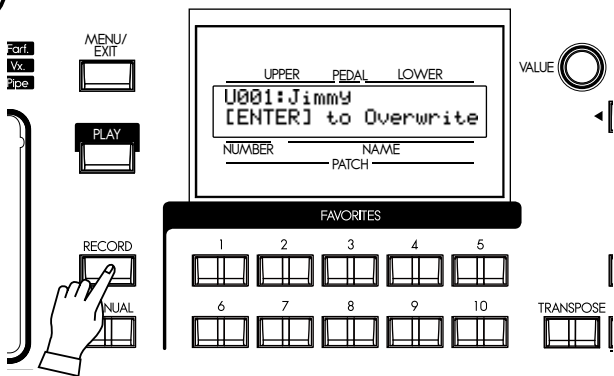 MENU/
EXIT
Farf.
Vx.
Pipe
UPPER PEDAL LOWER
VALUE
U001:Jimmy
[ENTER] to Overwrite
PLAY
NUMBER NAME
PATCH
FAVORITES
RECORD
1 2 3 4 5
NUAL
6 7 8 9 10
TRANSPOSE